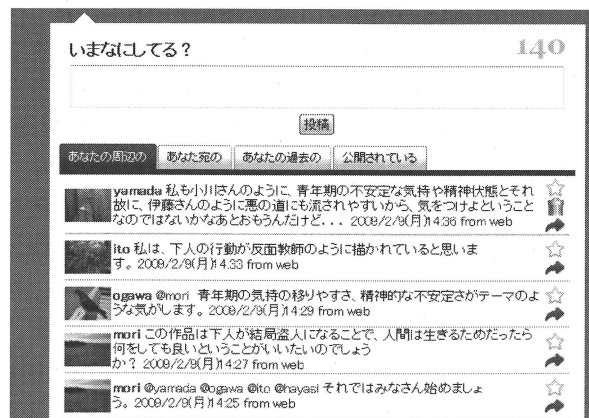 いまなにしてる？
140
投稿
あなたの周辺の
あなた宛の
あなたの過去の
公開されている
yamada 私も小川さんのように、青年期の不安定な気持や精神状態とそれ
故に、伊藤さんのように悪の道にも流されやすいから、気をつけよということ
なのではないかなあとおもうんだけど... 2009/2/9(月)14:36 from web
ito 私は、下人の行動が反面教師のように描かれていると思いま
す。2009/2/9(月)14:33 from web
ogawa @mori 青年期の気持の移りやすさ、精神的な不安定さがテーマのよ
うな気がします。2009/2/9(月)14:29 from web
mori この作品は下人が結局盗人になることで、人間は生きるためだったら
何をしても良いということがいいたいのでしょう
か？ 2009/2/9(月)14:27 from web
mori @yamada @ogawa @ito @hayasi それではみなさん始めましょ
う。2009/2/9(月)14:25 from web